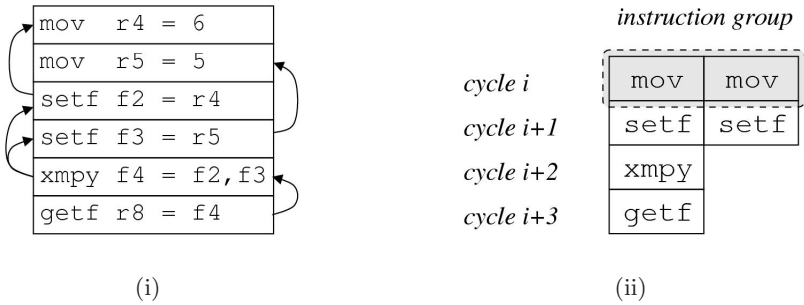 mov r4 = 6
mov r5 = 5
setf f2 = r4
setf f3 = r5
xmpy f4 = f2,f3
getf r8 = f4
(i)
instruction group
cycle i mov mov
cycle i+1 setf setf
cycle i+2 xmpy
cycle i+3 getf
(ii)